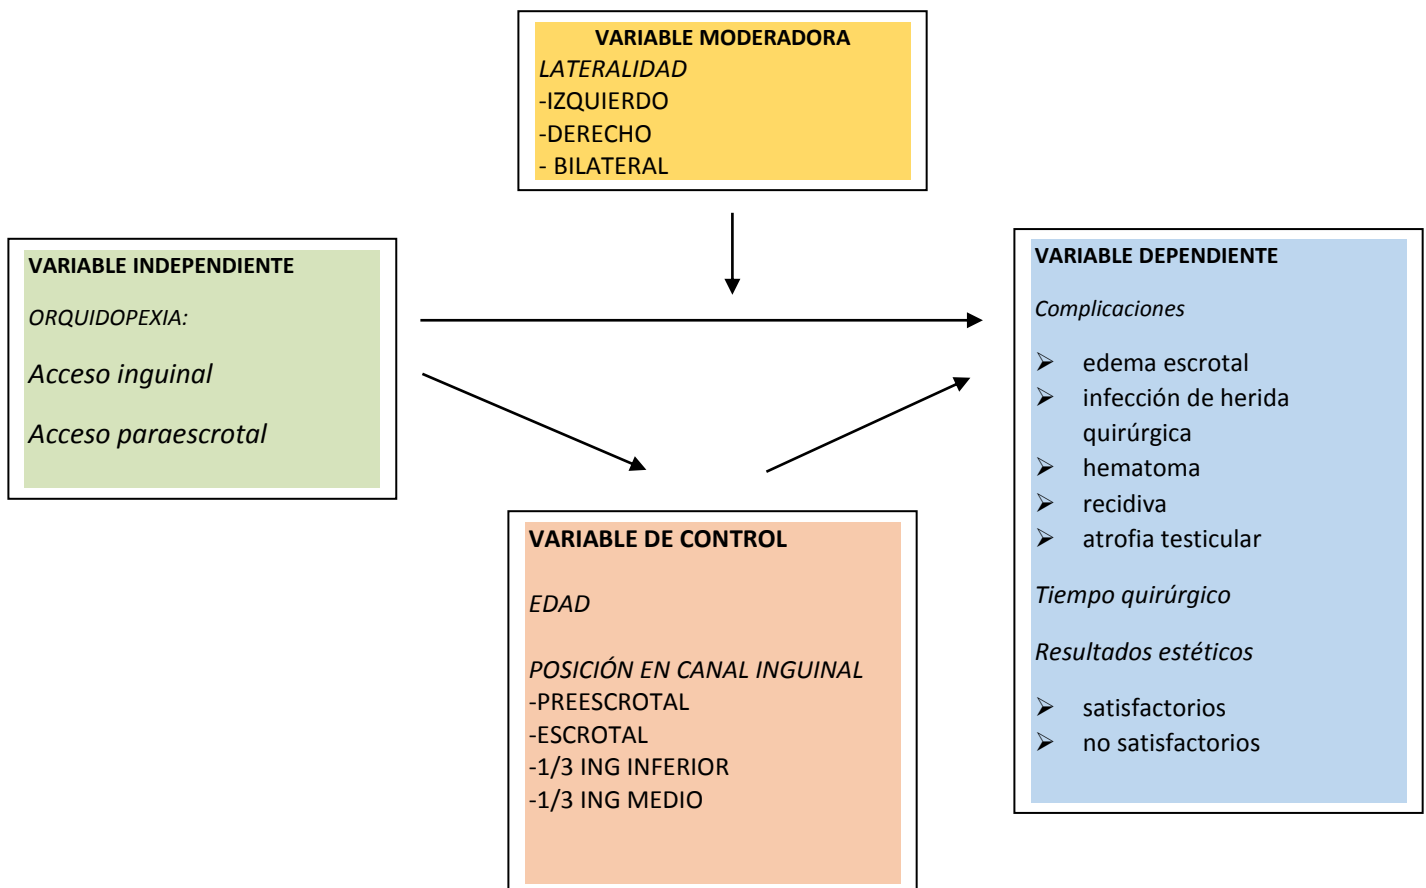 VARIABLE MODERADORA
LATERALIDAD
-IZQUIERDO
-DERECHO
- BILATERAL
VARIABLE INDEPENDIENTE
ORQUIDOPEXIA:
Acceso inguinal
Acceso paraescrotal
VARIABLE DEPENDIENTE
Complicaciones
➢ edema escrotal
➢ infección de herida
quirúrgica
➢ hematoma
➢ recidiva
➢ atrofia testicular
Tiempo quirúrgico
Resultados estéticos
➢ satisfactorios
➢ no satisfactorios
VARIABLE DE CONTROL
EDAD
POSICIÓN EN CANAL INGUINAL
-PREESCROTAL
-ESCROTAL
-1/3 ING INFERIOR
-1/3 ING MEDIO